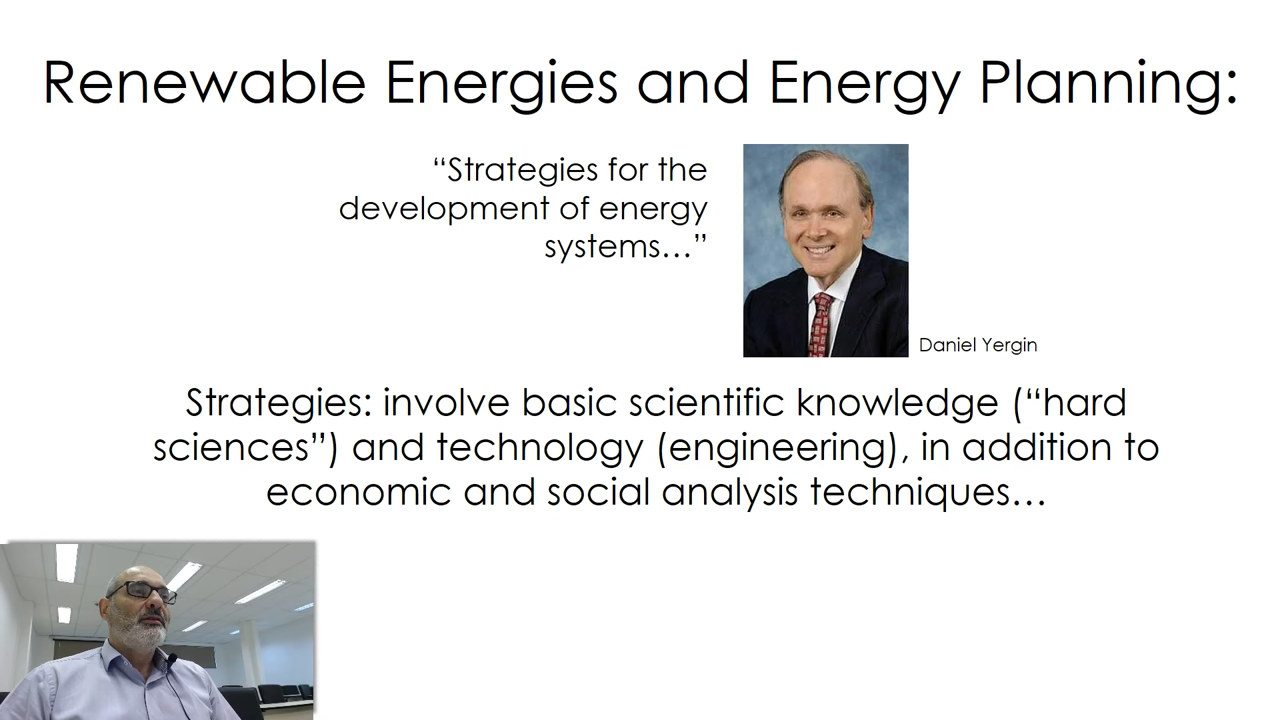 Renewable Energies and Energy Planning:
“Strategies for the
development of energy
systems…”
Daniel Yergin
Strategies: involve basic scientific knowledge (“hard
sciences”) and technology (engineering), in addition to
economic and social analysis techniques…